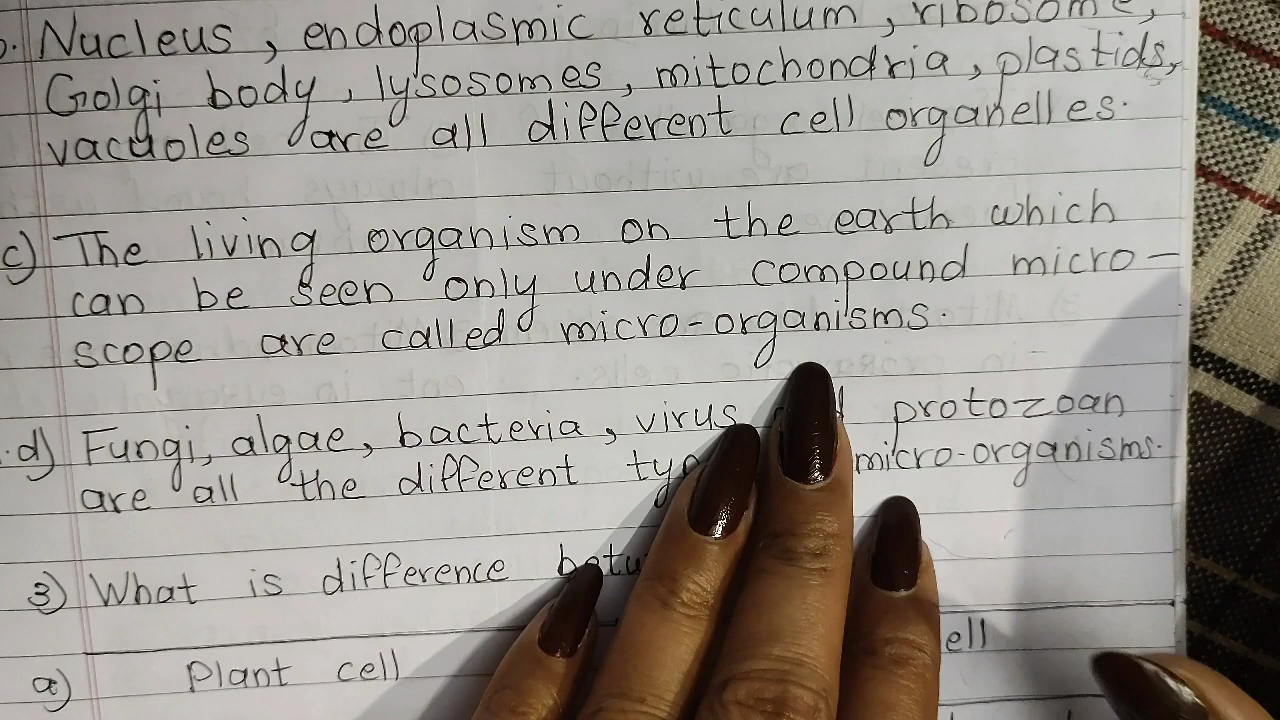 b. Nucleus, endoplasmic reticulum, ribosome,
Golgi body, lysosomes, mitochondria, plastids,
vacuoles are all different cell organelles.
c) The living organism on the earth which
can be seen only under compound micro-
scope are called micro-organisms.
d) Fungi, algae, bacteria, virus protozoan
are all the different micro-organisms.
3) What is difference
a) Plant cell